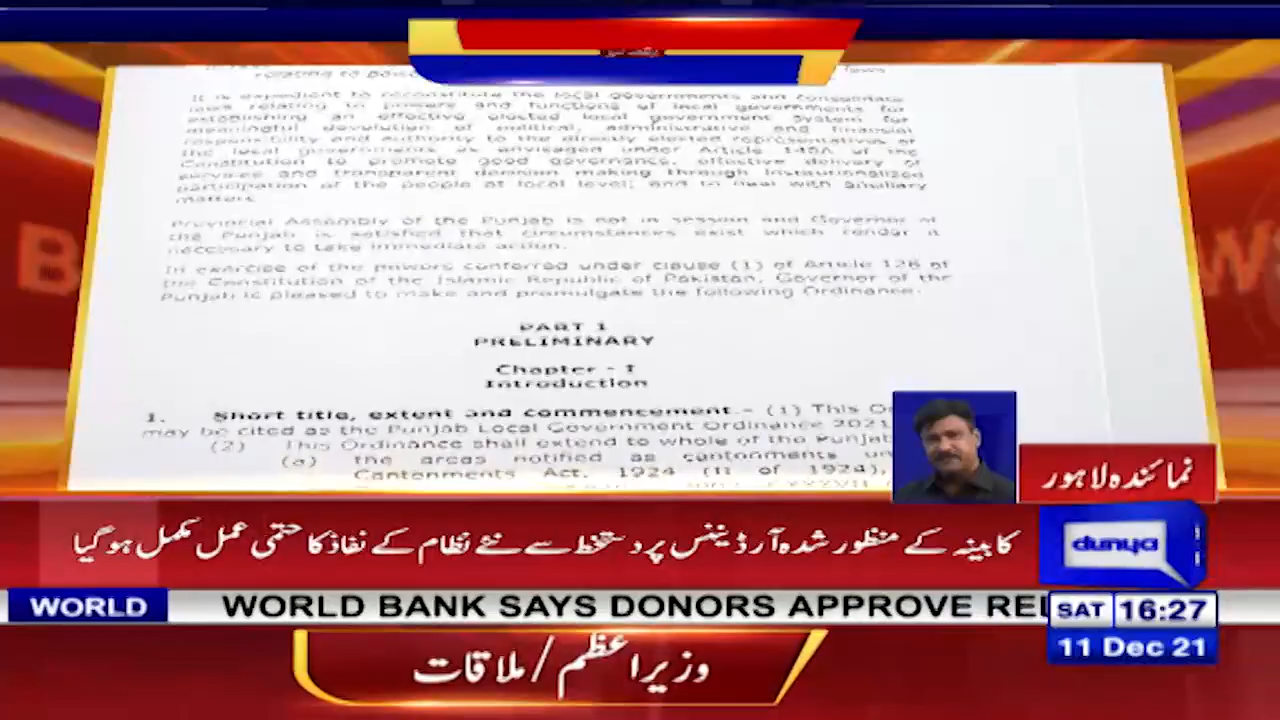 relating to
laws
It is expedient to reconstitute the local governments and consolidate
laws relating to powers and functions of local governments for
establishing an effective elected local government system for
meaningful devolution of political, administrative and financial
responsibility and authority to the directly elected representatives of
the local governments as envisaged under Article 140A of the
Constitution to promote good governance, effective delivery of
services and transparent decision making through institutionalized
participation of the people at local level; and to deal with ancillary
matters.
Provincial Assembly of the Punjab is not in session and Governor of
the Punjab is satisfied that circumstances exist which render it
necessary to take immediate action.
In exercise of the powers conferred under clause (1) of Article 128 of
the Constitution of the Islamic Republic of Pakistan, Governor of the
Punjab is pleased to make and promulgate the following Ordinance.
PART 1
PRELIMINARY
Chapter - I
Introduction
1. Short title, extent and commencement.- (1) This
may be cited as the Punjab Local Government Ordinance 2021
(2) This Ordinance shall extend to whole of the Punjab
(a) the areas notified as cantonments
Cantonments Act, 1924 (II of 1924),
نمائندہ لاہور
کابینہ کے منظور شدہ آرڈیننس پر دستخط سے نئے نظام کے نفاذ کا حتمی عمل مکمل ہوگیا
dunya
WORLD
WORLD BANK SAYS DONORS APPROVE
SAT 16:27
11 Dec 21
وزیراعظم/ملاقات